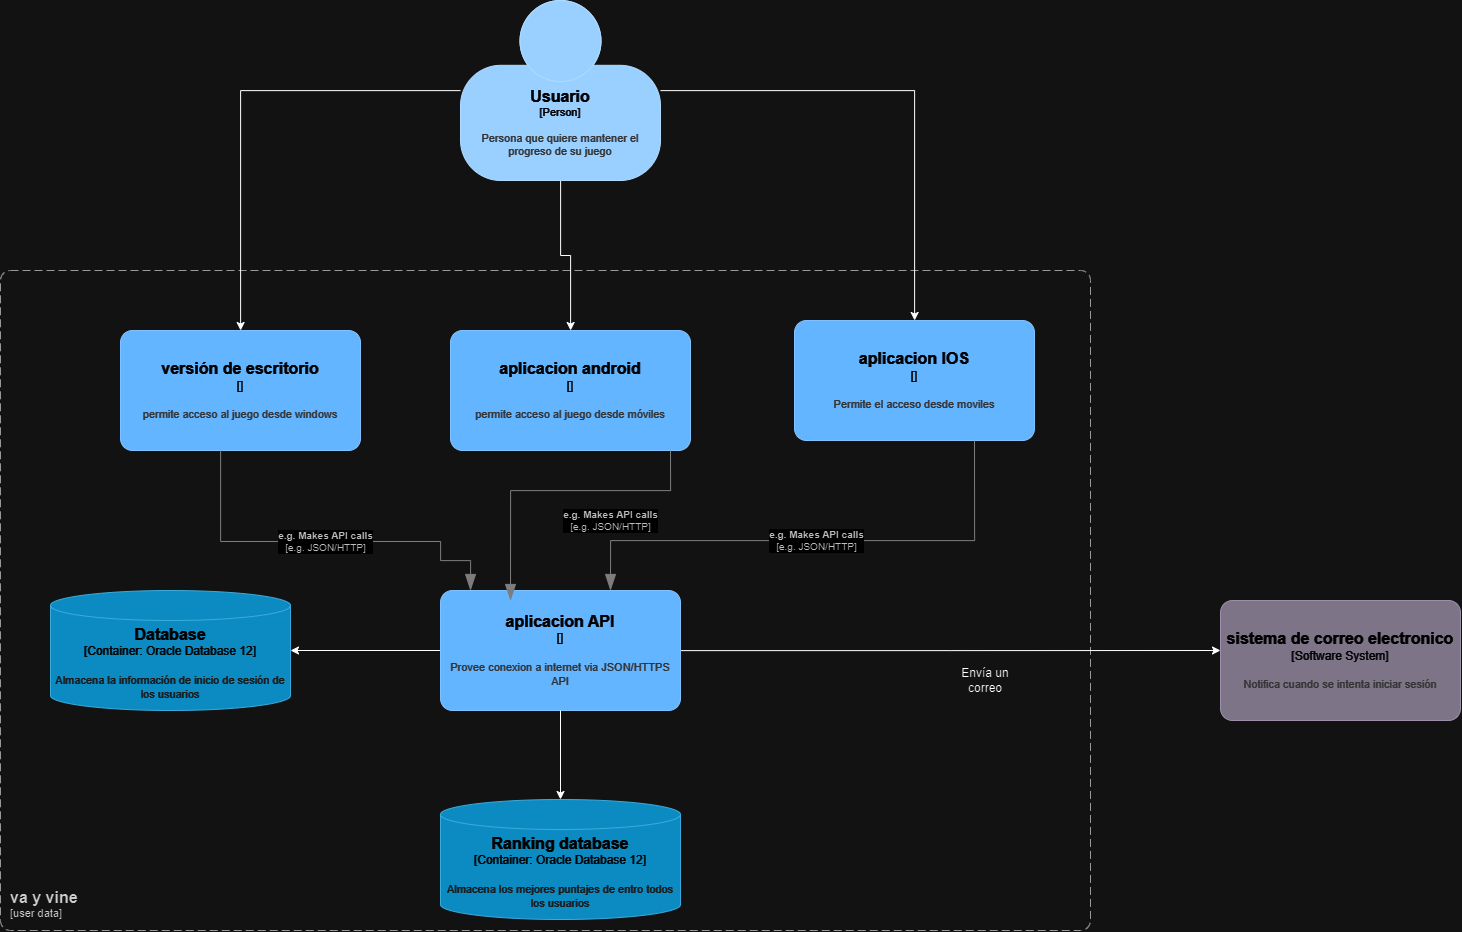 Usuario
[Person]
Persona que quiere mantener el
progreso de su juego
versión de escritorio
[]
permite acceso al juego desde windows
aplicacion android
[]
permite acceso al juego desde móviles
aplicacion IOS
[]
Permite el acceso desde moviles
e.g. Makes API calls
[e.g. JSON/HTTP]
e.g. Makes API calls
[e.g. JSON/HTTP]
e.g. Makes API calls
[e.g. JSON/HTTP]
Database
[Container: Oracle Database 12]
Almacena la información de inicio de sesión de
los usuarios
aplicacion API
[]
Provee conexion a internet via JSON/HTTPS
API
Envía un
correo
sistema de correo electronico
[Software System]
Notifica cuando se intenta iniciar sesión
Ranking database
[Container: Oracle Database 12]
Almacena los mejores puntajes de entro todos
los usuarios
va y vine
[user data]